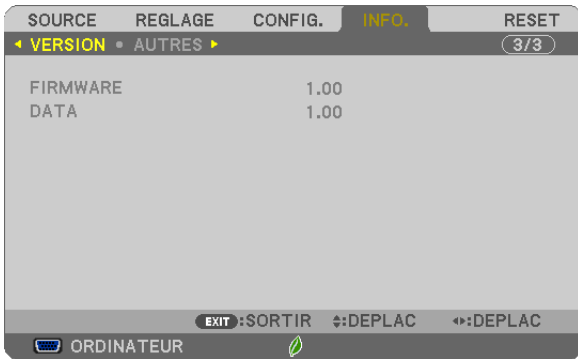 SOURCE REGLAGE CONFIG. INFO. RESET
VERSION • AUTRES 3/3
FIRMWARE 1.00
DATA 1.00
EXIT :SORTIR :DEPLAC :DEPLAC
ORDINATEUR